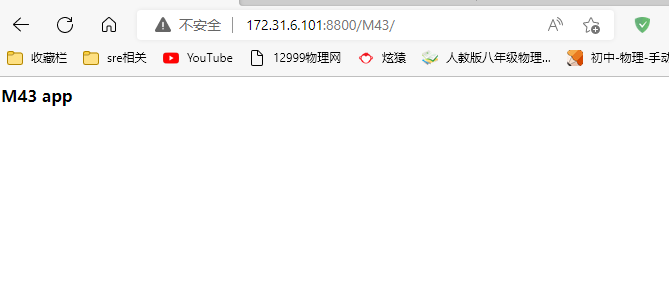 不安全 172.31.6.101:8800/M43/
收藏栏 sre相关 YouTube 12999物理网 炫猿 人教版八年级物理... 初中-物理-手动
M43 app